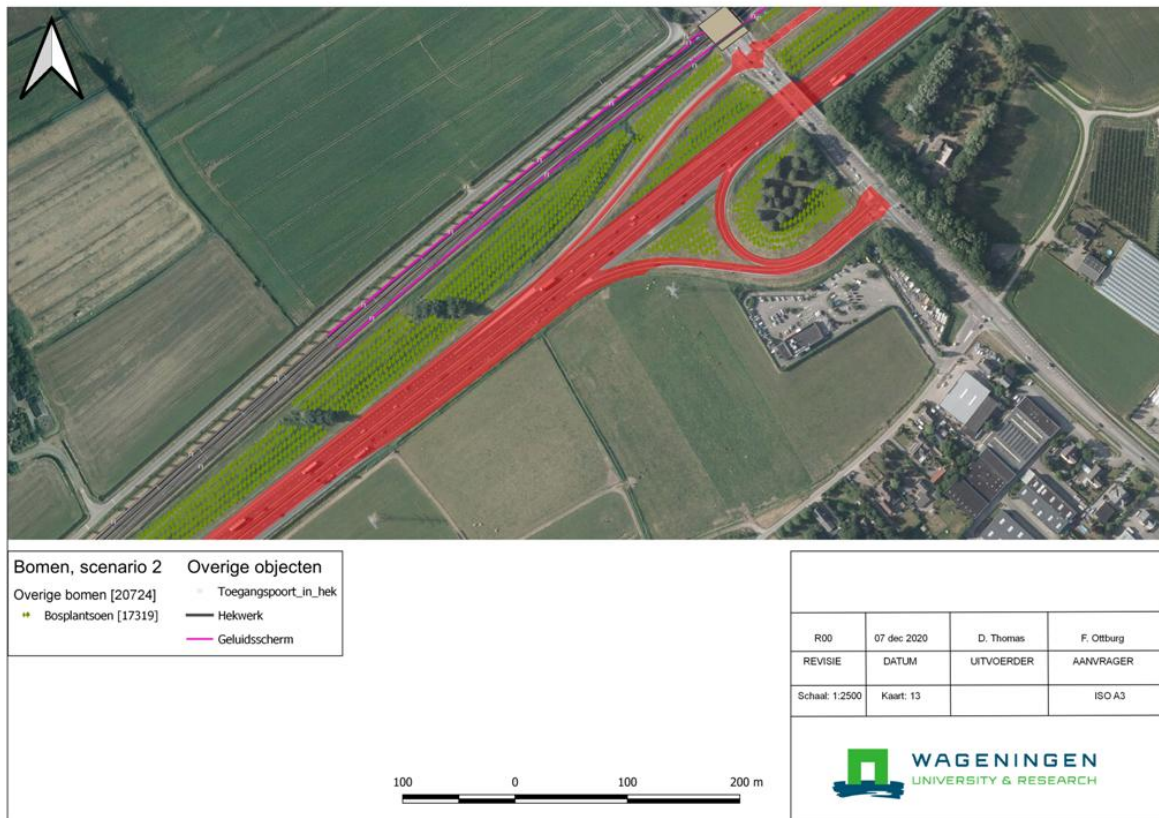 Bomen, scenario 2
Overige bomen [20724]
Bosplantsoen [17319]
Overige objecten
Toegangspoort_in_hek
Hekwerk
Geluidsscherm
100 0 100 200 m
R00 07 dec 2020 D. Thomas F. Ottburg
REVISIE DATUM UITVOERDER AANVRAGER
Schaal: 1:2500 Kaart: 13 ISO A3
WAGENINGEN
UNIVERSITY & RESEARCH